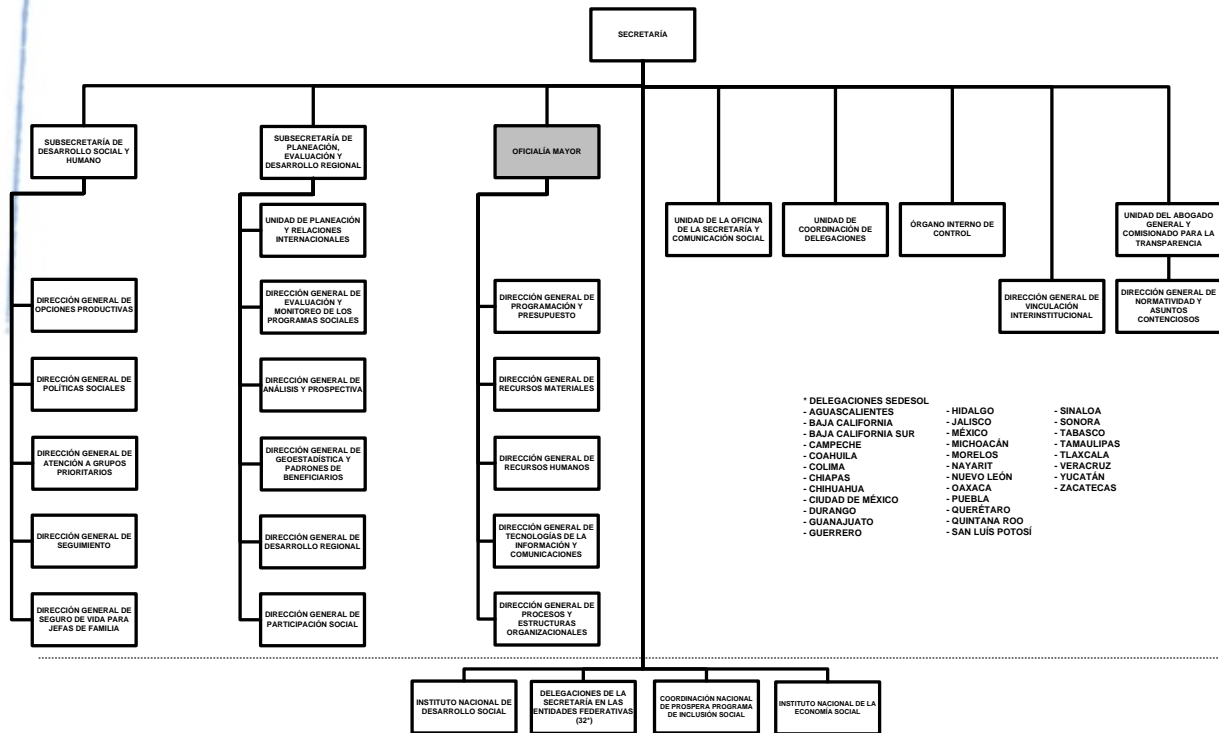 SECRETARÍA
SUBSECRETARÍA DE
DESARROLLO SOCIAL Y
HUMANO
SUBSECRETARÍA DE
PLANEACIÓN,
EVALUACIÓN Y
DESARROLLO REGIONAL
OFICIALÍA MAYOR
UNIDAD DE PLANEACIÓN
Y RELACIONES
INTERNACIONALES
UNIDAD DE LA OFICINA
DE LA SECRETARÍA Y
COMUNICACIÓN SOCIAL
UNIDAD DE
COORDINACIÓN DE
DELEGACIONES
ÓRGANO INTERNO DE
CONTROL
UNIDAD DEL ABOGADO
GENERAL Y
COMISIONADO PARA LA
TRANSPARENCIA
DIRECCIÓN GENERAL DE
OPCIONES PRODUCTIVAS
DIRECCIÓN GENERAL DE
EVALUACIÓN Y
MONITOREO DE LOS
PROGRAMAS SOCIALES
DIRECCIÓN GENERAL DE
PROGRAMACIÓN Y
PRESUPUESTO
DIRECCIÓN GENERAL DE
VINCULACIÓN
INTERINSTITUCIONAL
DIRECCIÓN GENERAL DE
NORMATIVIDAD Y
ASUNTOS
CONTENCIOSOS
DIRECCIÓN GENERAL DE
POLÍTICAS SOCIALES
DIRECCIÓN GENERAL DE
ANÁLISIS Y PROSPECTIVA
DIRECCIÓN GENERAL DE
RECURSOS MATERIALES
DIRECCIÓN GENERAL DE
ATENCIÓN A GRUPOS
PRIORITARIOS
DIRECCIÓN GENERAL DE
GEOESTADÍSTICA Y
PADRONES DE
BENEFICIARIOS
DIRECCIÓN GENERAL DE
RECURSOS HUMANOS
DIRECCIÓN GENERAL DE
SEGUIMIENTO
DIRECCIÓN GENERAL DE
DESARROLLO REGIONAL
DIRECCIÓN GENERAL DE
TECNOLOGÍAS DE LA
INFORMACIÓN Y
COMUNICACIONES
DIRECCIÓN GENERAL DE
SEGURO DE VIDA PARA
JEFAS DE FAMILIA
DIRECCIÓN GENERAL DE
PARTICIPACIÓN SOCIAL
DIRECCIÓN GENERAL DE
PROCESOS Y
ESTRUCTURAS
ORGANIZACIONALES
* DELEGACIONES SEDESOL
- AGUASCALIENTES
- BAJA CALIFORNIA
- BAJA CALIFORNIA SUR
- CAMPECHE
- COAHUILA
- COLIMA
- CHIAPAS
- CHIHUAHUA
- CIUDAD DE MÉXICO
- DURANGO
- GUANAJUATO
- GUERRERO
- HIDALGO
- JALISCO
- MÉXICO
- MICHOACÁN
- MORELOS
- NAYARIT
- NUEVO LEÓN
- OAXACA
- PUEBLA
- QUERÉTARO
- QUINTANA ROO
- SAN LUÍS POTOSÍ
- SINALOA
- SONORA
- TABASCO
- TAMAULIPAS
- TLAXCALA
- VERACRUZ
- YUCATÁN
- ZACATECAS
INSTITUTO NACIONAL DE
DESARROLLO SOCIAL
DELEGACIONES DE LA
SECRETARÍA EN LAS
ENTIDADES FEDERATIVAS
(32*)
COORDINACIÓN NACIONAL
DE PROSPERA PROGRAMA
DE INCLUSIÓN SOCIAL
INSTITUTO NACIONAL DE LA
ECONOMÍA SOCIAL